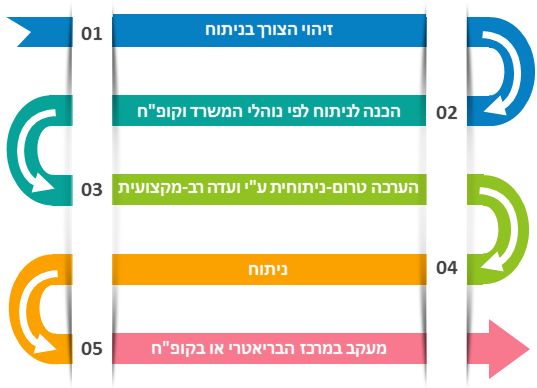 01
זיהוי הצורך בניתוח
02
הכנה לניתוח לפי נוהלי המשרד וקופ"ח
03
הערכה טרום-ניתוחית ע"י ועדה רב-מקצועית
04
ניתוח
05
מעקב במרכז הבריאטרי או בקופ"ח